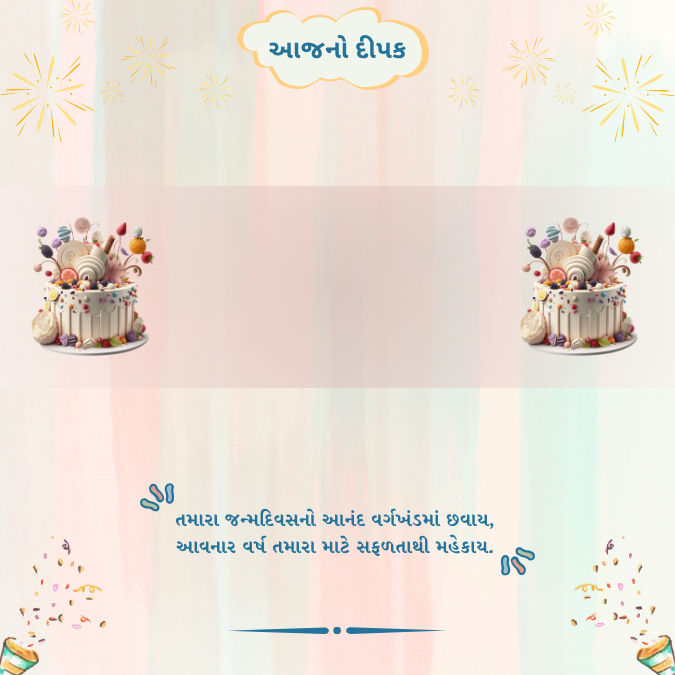 આજનો દીપક
તમારા જન્મદિવસનો આનંદ વર્ગખંડમાં છવાય,
આવનાર વર્ષ તમારા માટે સફળતાથી મહેકાય.